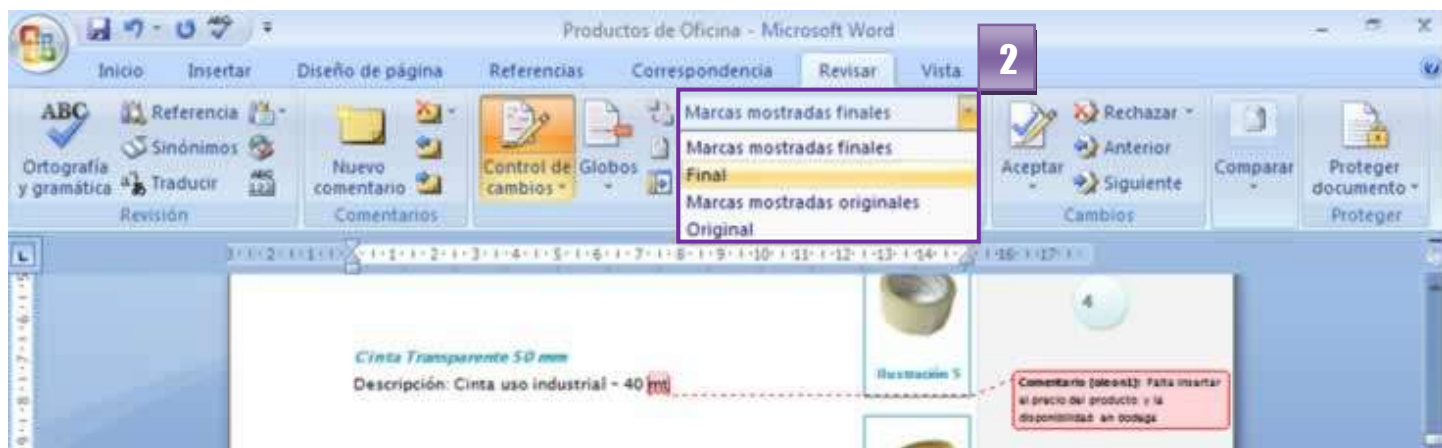 Productos de Oficina - Microsoft Word
2
Inicio Insertar Diseño de página Referencias Correspondencia Revisar Vista
ABC
Ortografía y gramática
Referencia
Sinónimos
Traducir
Revisión
Nuevo comentario
Comentarios
Control de cambios
Globos
Marcas mostradas finales
Marcas mostradas finales
Final
Marcas mostradas originales
Original
Aceptar
Rechazar
Anterior
Siguiente
Cambios
Comparar
Proteger documento
Proteger
4
Cinta Transparente 50 mm
Descripción: Cinta uso industrial - 40 mt
Ilustración 5
Comentario [oleon1]: Falta insertar
el precio del producto y la
disponibilidad en bodega